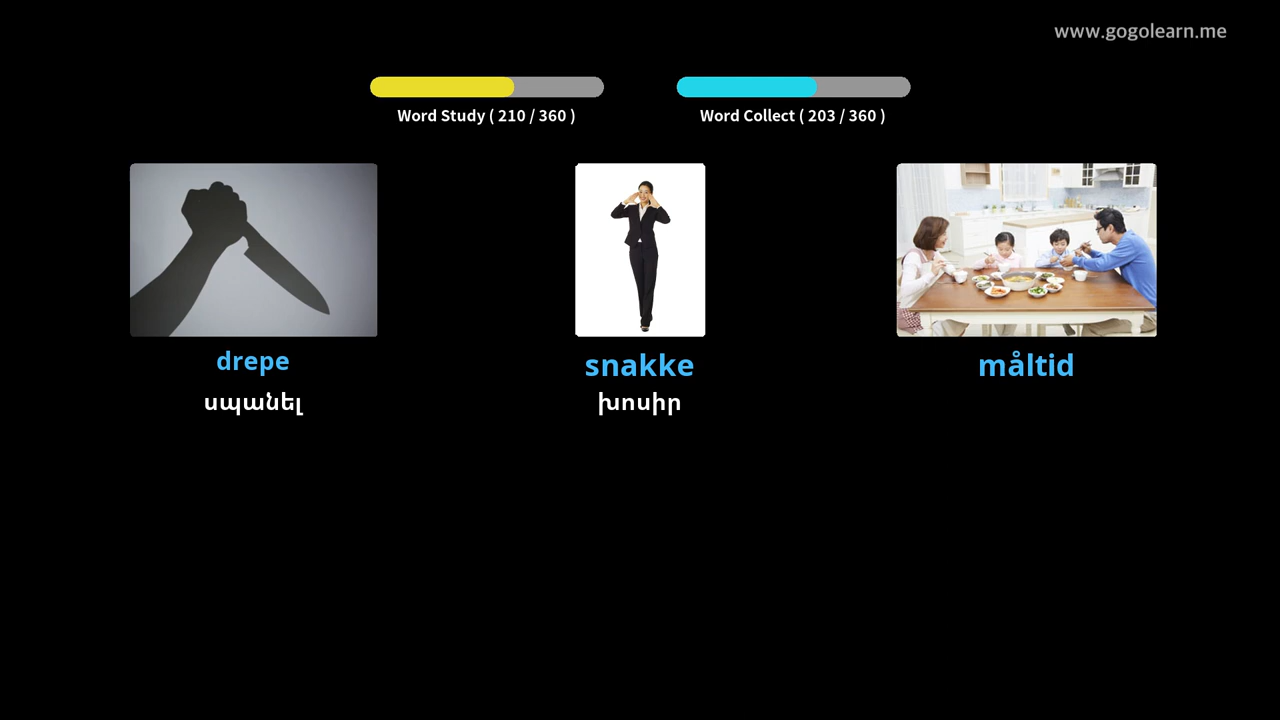 www.gogolearn.me
Word Study ( 210 / 360 )
Word Collect ( 203 / 360 )
drepe
snakke
måltid
սպանել
խոսիր